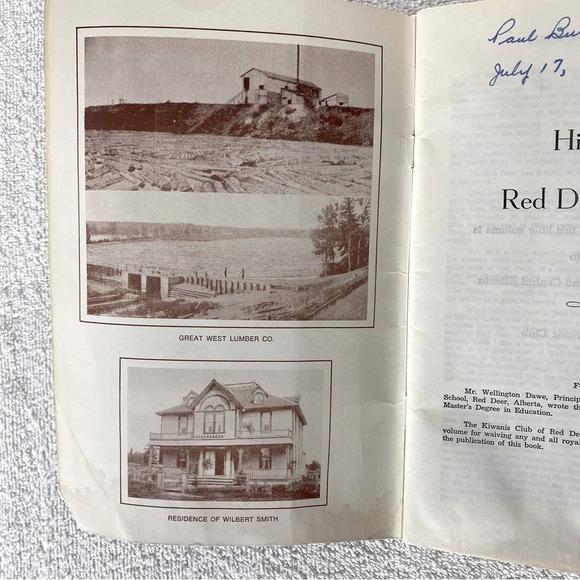 GREAT WEST LUMBER CO.
RESIDENCE OF WILBERT SMITH
Paul
July 17,
Hi
Red D
Mr. Wellington Dawe, Princip
School, Red Deer, Alberta, wrote th
Master's Degree in Education.
The Kiwanis Club of Red De
volume for waiving any and all royal
the publication of this book.